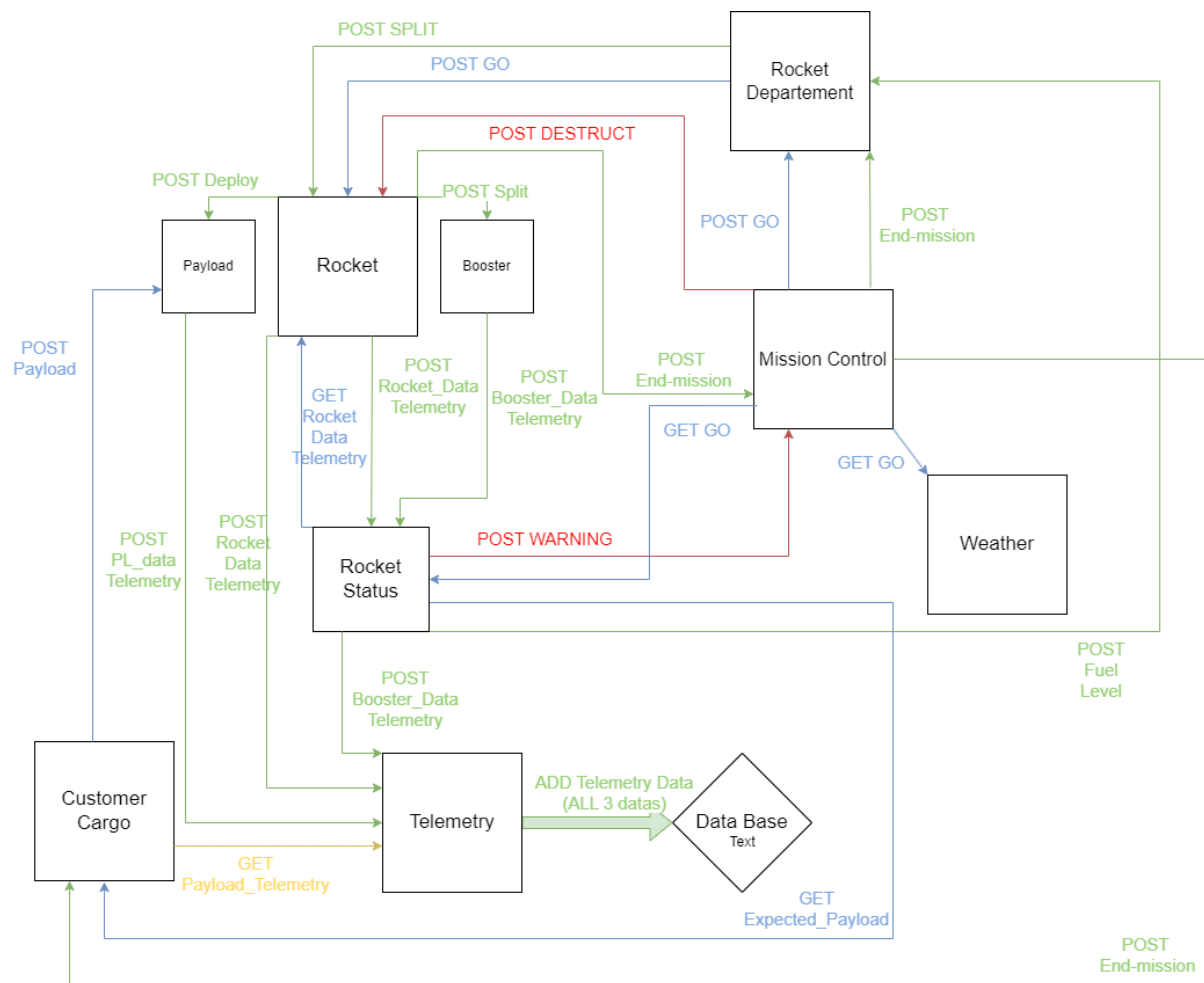 POST SPLIT
POST GO
Rocket
Departement
POST DESTRUCT
POST Deploy
POST Split
POST GO
POST
End-mission
Payload
Rocket
Booster
POST
Payload
GET
Rocket
Data
Telemetry
POST
Rocket_Data
Telemetry
POST
Booster_Data
Telemetry
POST
End-mission
Mission Control
GET GO
GET GO
POST
PL_data
Telemetry
POST
Rocket
Data
Telemetry
POST WARNING
Rocket
Status
Weather
POST
Fuel
Level
POST
Booster_Data
Telemetry
Customer
Cargo
Telemetry
ADD Telemetry Data
(ALL 3 datas)
Data Base
Text
GET
Payload_Telemetry
GET
Expected_Payload
POST
End-mission